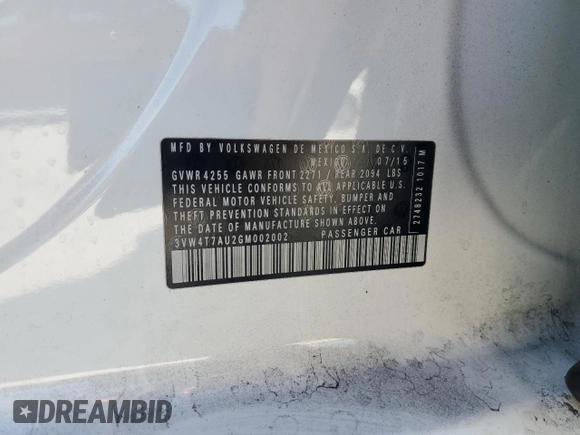 MFD BY VOLKSWAGEN DE MEXICO S.A. DE C.V.
MEXICO 07/15
GVWR 4255 GAWR FRONT 2271 / REAR 2094 LBS
THIS VEHICLE CONFORMS TO ALL APPLICABLE U.S.
FEDERAL MOTOR VEHICLE SAFETY, BUMPER AND
THEFT PREVENTION STANDARDS IN EFFECT ON
THE DATE OF MANUFACTURE SHOWN ABOVE.
3VW4T7AU2GM002002 PASSENGER CAR
2748232 1017 M
DREAMBID